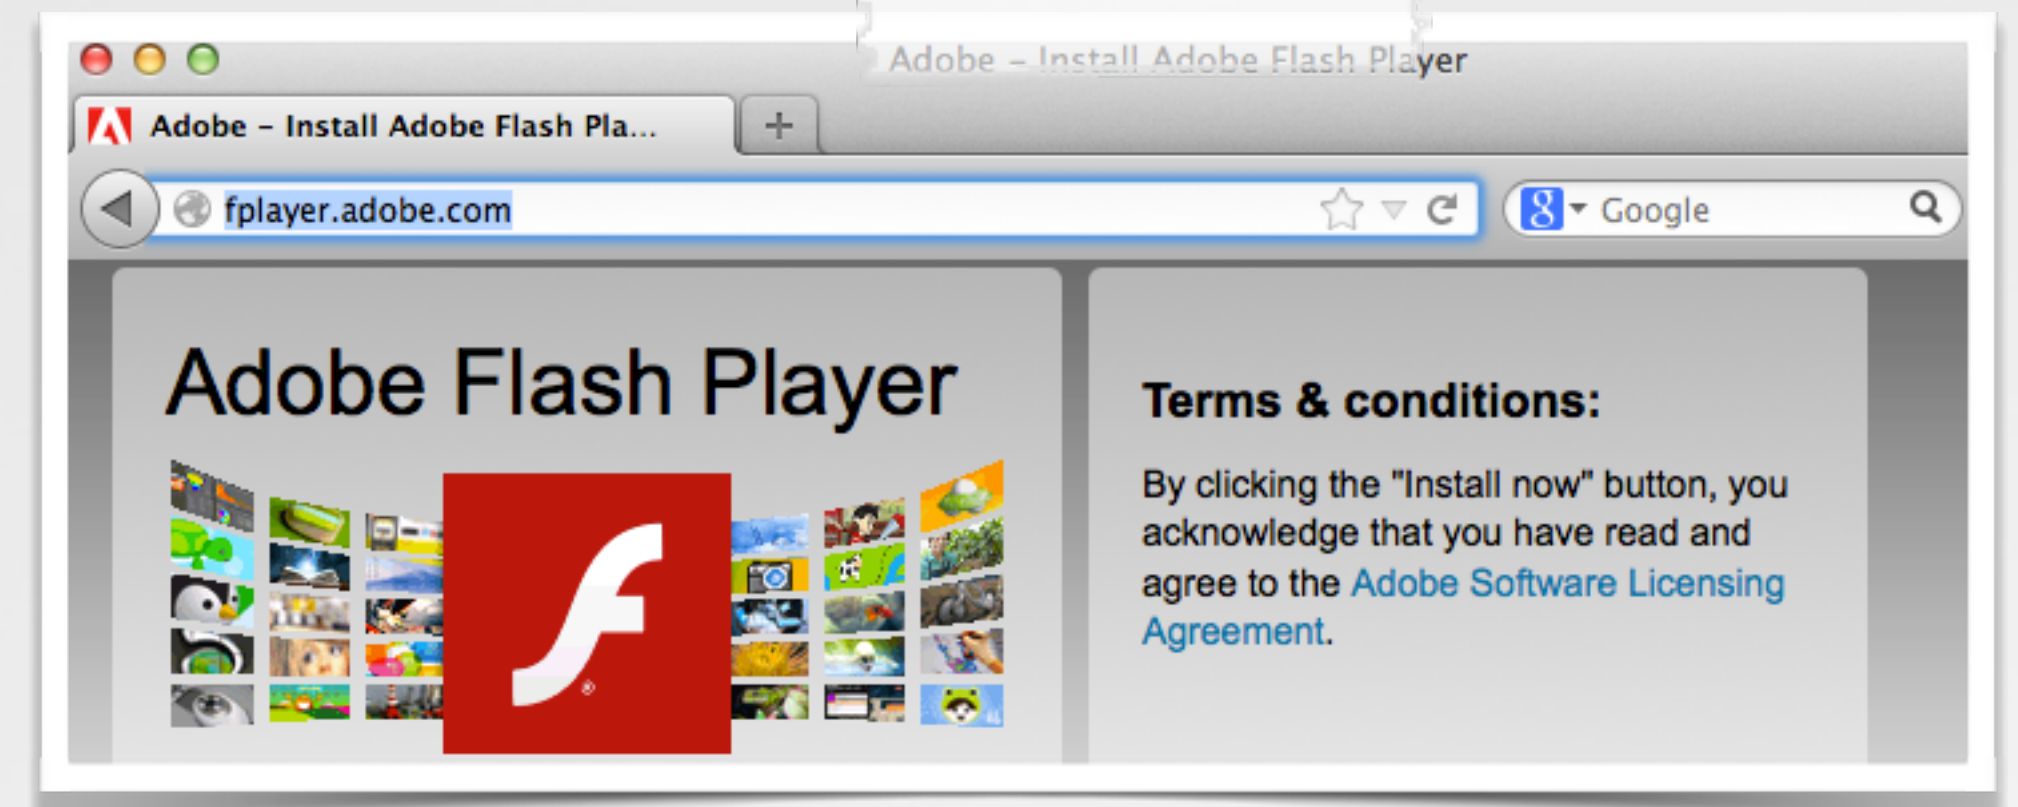 Adobe – Install Adobe Flash Player
Adobe – Install Adobe Flash Pla...
fplayer.adobe.com
Google
Adobe Flash Player
Terms & conditions:
By clicking the "Install now" button, you
acknowledge that you have read and
agree to the Adobe Software Licensing
Agreement.